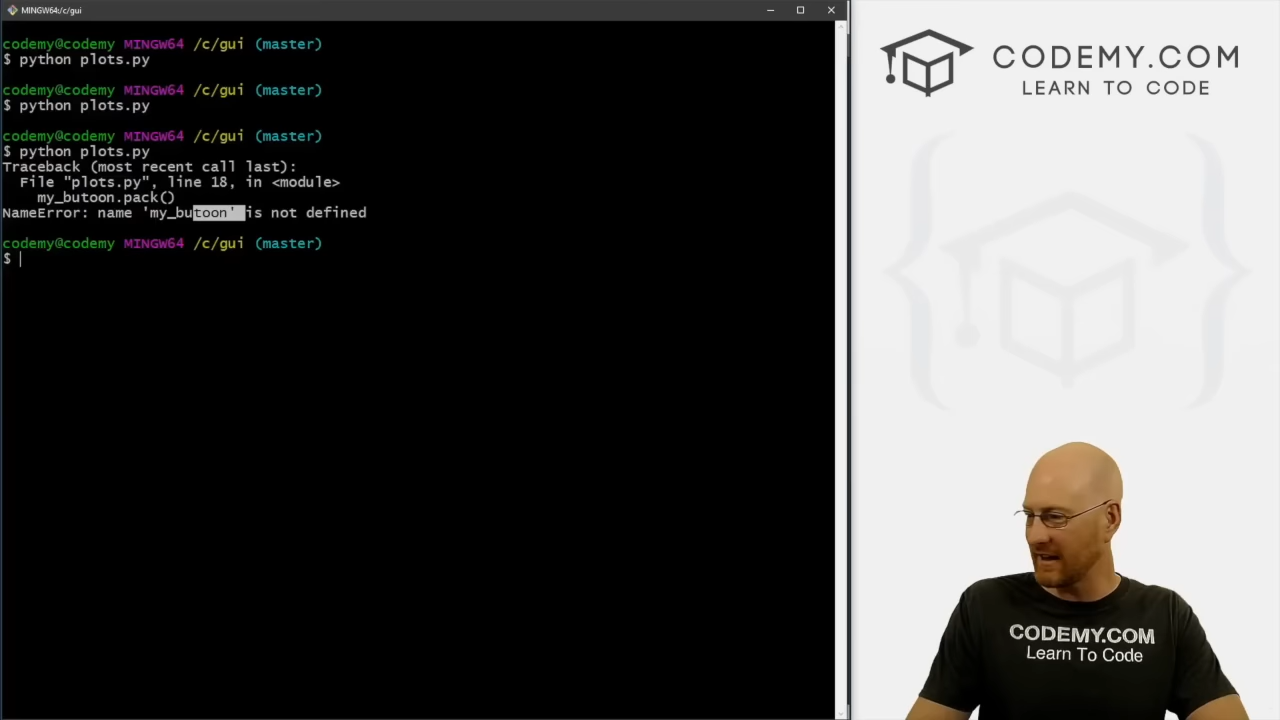 MINGW64:/c/gui
codemy@codemy MINGW64 /c/gui (master)
$ python plots.py
codemy@codemy MINGW64 /c/gui (master)
$ python plots.py
codemy@codemy MINGW64 /c/gui (master)
$ python plots.py
Traceback (most recent call last):
File "plots.py", line 18, in <module>
my_butoon.pack()
NameError: name 'my_butoon' is not defined
codemy@codemy MINGW64 /c/gui (master)
$
CODEMY.COM
LEARN TO CODE
CODEMY.COM
Learn To Code